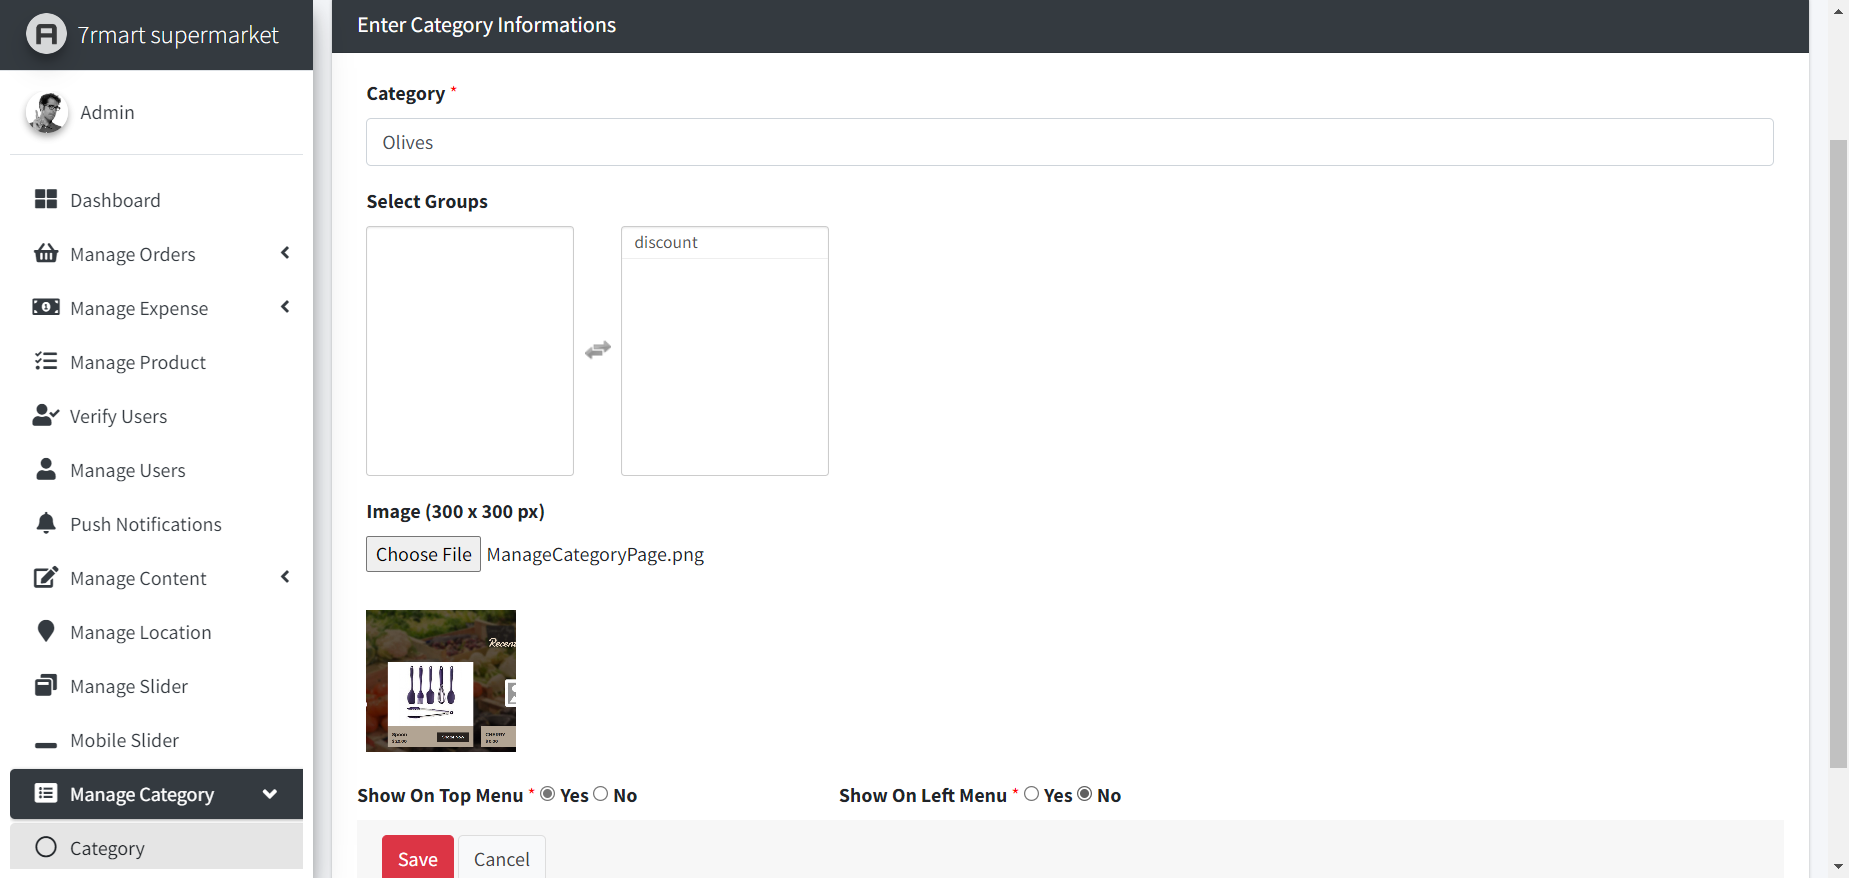 7rmart supermarket
Admin
Dashboard
Manage Orders
Manage Expense
Manage Product
Verify Users
Manage Users
Push Notifications
Manage Content
Manage Location
Manage Slider
Mobile Slider
Manage Category
Category
Enter Category Informations
Category *
Olives
Select Groups
discount
Image (300 x 300 px)
Choose File ManageCategoryPage.png
Recent
Spoon
CHERRY
Show On Top Menu * Yes No
Show On Left Menu * Yes No
Save Cancel